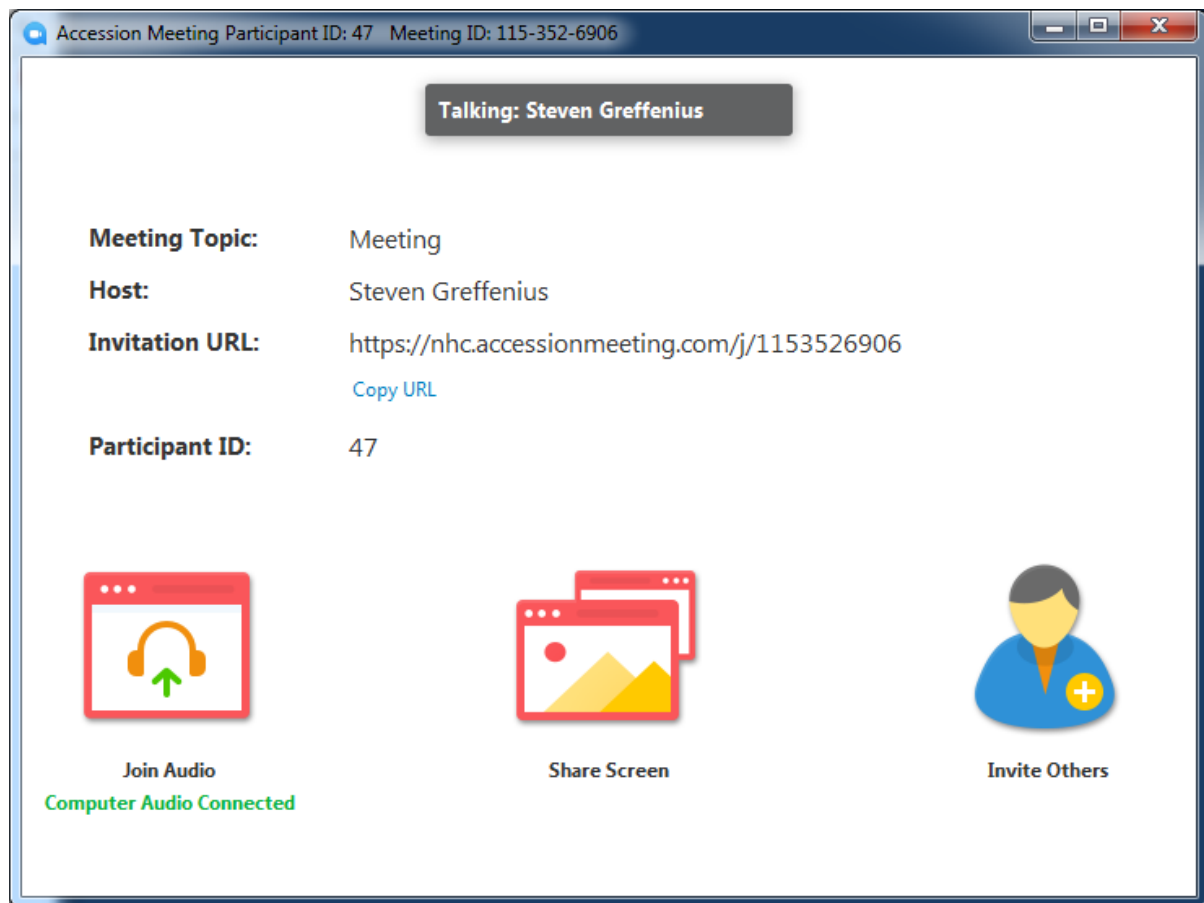 Accession Meeting Participant ID: 47   Meeting ID: 115-352-6906
Talking: Steven Greffenius
Meeting Topic: Meeting
Host: Steven Greffenius
Invitation URL: https://nhc.accessionmeeting.com/j/1153526906
Copy URL
Participant ID: 47
Join Audio Share Screen Invite Others
Computer Audio Connected